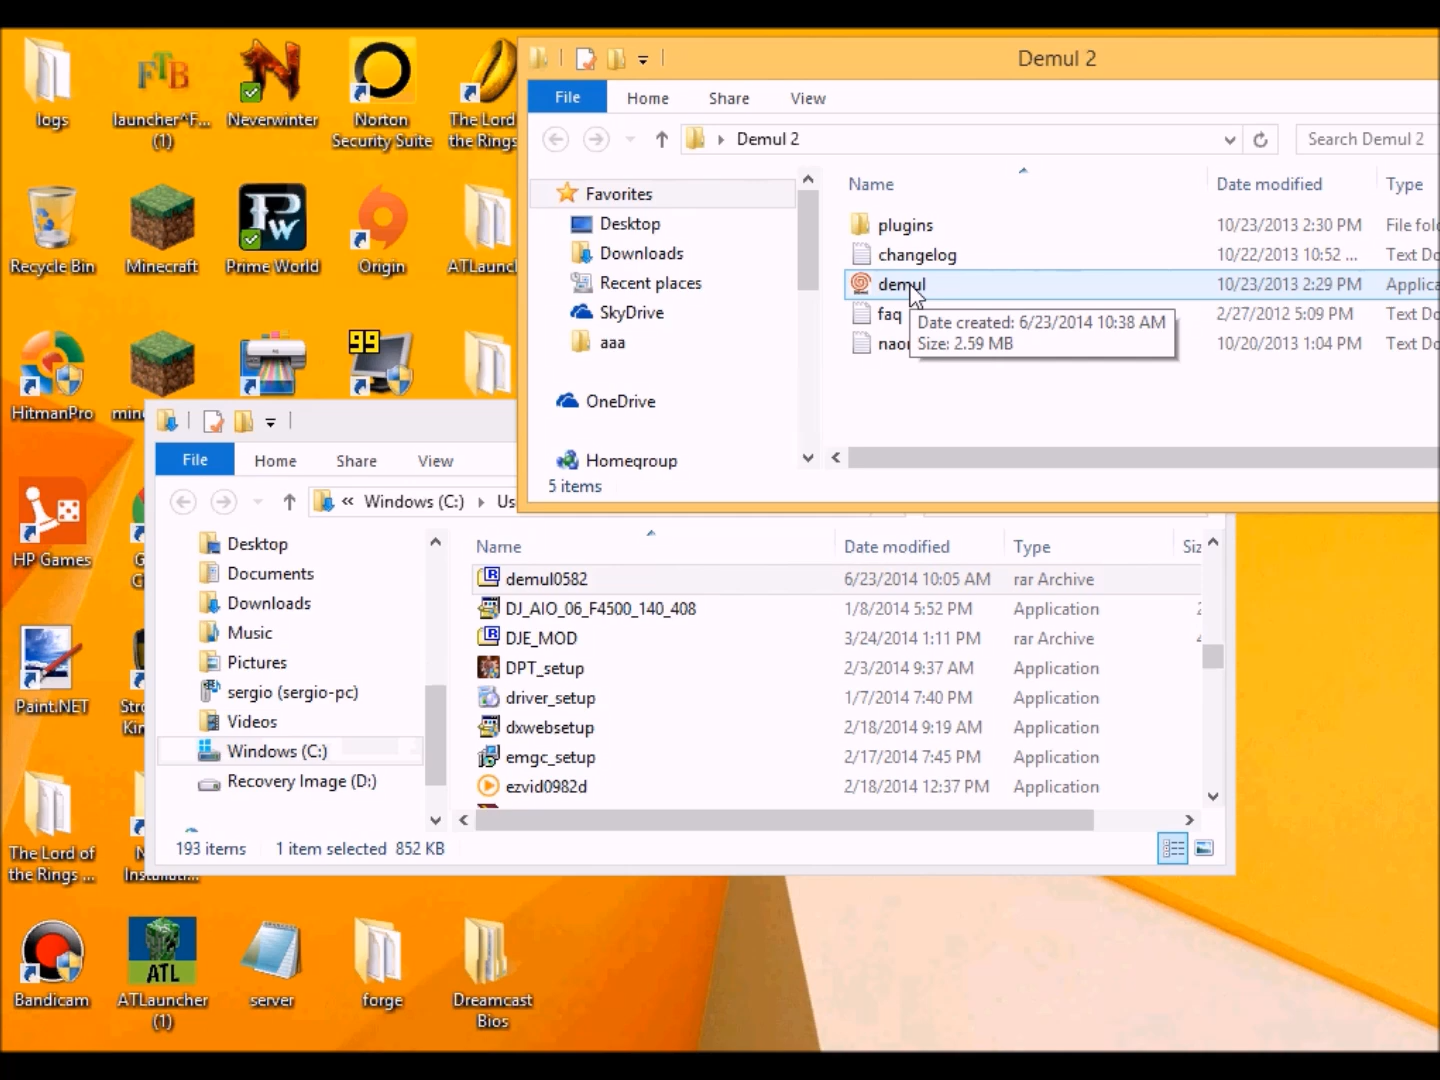 logs
launcher^F...
(1)
Neverwinter
Norton
Security Suite
The Lord
the Rings
Recycle Bin
Minecraft
Prime World
Origin
ATLaunc
HitmanPro
99
HP Games
Paint.NET
The Lord of
the Rings ...
Bandicam
ATL
ATLauncher
(1)
server
forge
Dreamcast
Bios
Demul 2
File
Home
Share
View
Demul 2
Search Demul 2
Favorites
Desktop
Downloads
Recent places
SkyDrive
aaa
OneDrive
Homegroup
5 items
Name
Date modified
Type
plugins
10/23/2013 2:30 PM
File fol
changelog
10/22/2013 10:52 ...
Text Do
demul
10/23/2013 2:29 PM
Applica
faq
2/27/2012 5:09 PM
Text Do
nao
10/20/2013 1:04 PM
Text Do
Date created: 6/23/2014 10:38 AM
Size: 2.59 MB
File
Home
Share
View
« Windows (C:)
Us
Desktop
Documents
Downloads
Music
Pictures
sergio (sergio-pc)
Videos
Windows (C:)
Recovery Image (D:)
Name
Date modified
Type
Siz
demul0582
6/23/2014 10:05 AM
rar Archive
DJ_AIO_06_F4500_140_408
1/8/2014 5:52 PM
Application
DJE_MOD
3/24/2014 1:11 PM
rar Archive
DPT_setup
2/3/2014 9:37 AM
Application
driver_setup
1/7/2014 7:40 PM
Application
dxwebsetup
2/18/2014 9:19 AM
Application
emgc_setup
2/17/2014 7:45 PM
Application
ezvid0982d
2/18/2014 12:37 PM
Application
193 items
1 item selected 852 KB